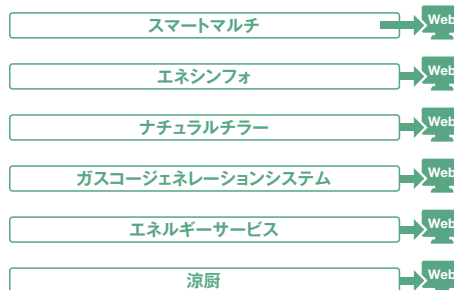 スマートマルチ Web
エネシンフォ Web
ナチュラルチラー Web
ガスコージェネレーションシステム Web
エネルギーサービス Web
涼厨 Web